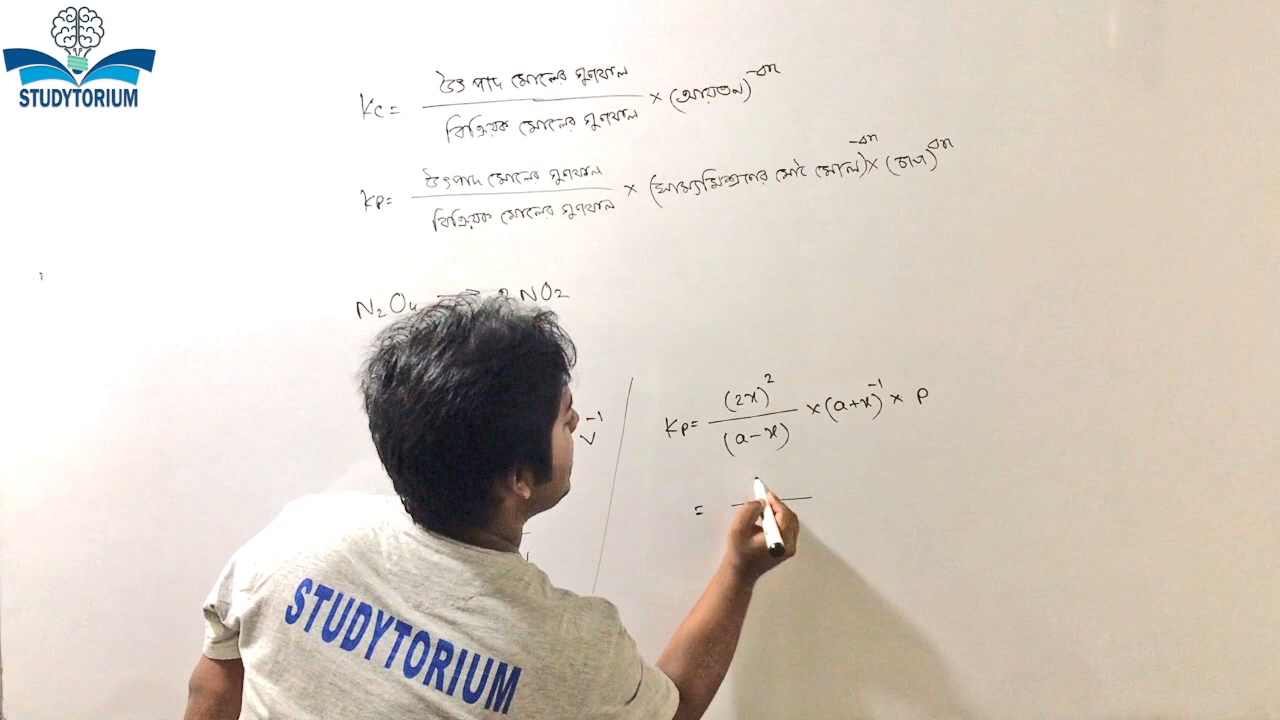 STUDYTORIUM
Kc = উৎপাদ মোলের গুণফল / বিক্রিয়ক মোলের গুণফল × (আয়তন)^-Δn
Kp = উৎপাদ মোলের গুণফল / বিক্রিয়ক মোলের গুণফল × (সাম্যমিশ্রণের মোট মোল)^-Δn × (চাপ)^Δn
N₂O₄ ⟶ 2NO₂
V⁻¹
Kp = (2x)² / (a-x) × (a+x)⁻¹ × P
=
STUDYTORIUM